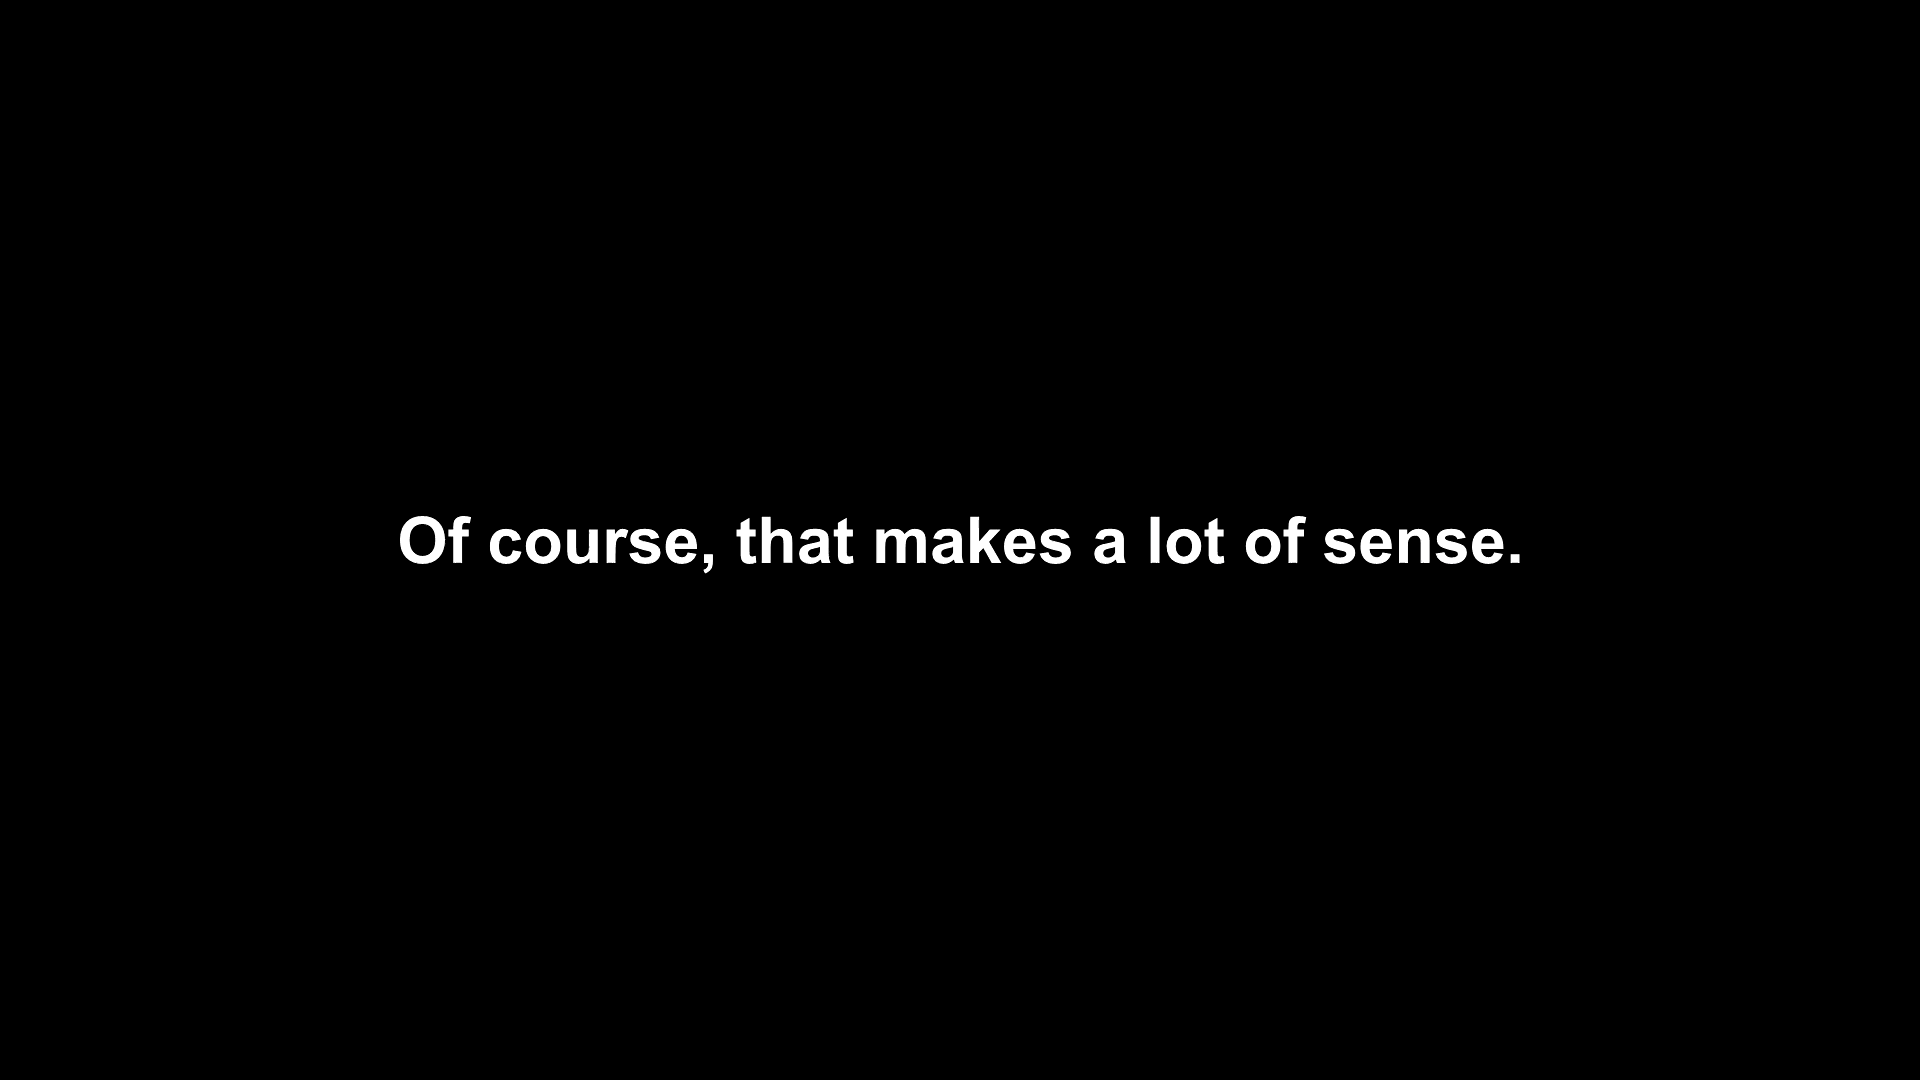 Of course, that makes a lot of sense.